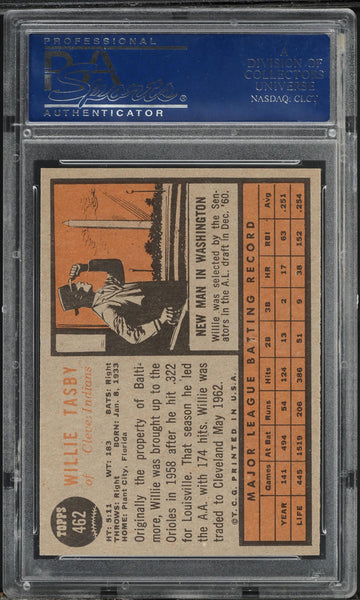 PROFESSIONAL
PSA
Sports
®
AUTHENTICATOR
A
DIVISION OF
COLLECTORS
UNIVERSE
NASDAQ: CLCT
TOPPS
462
WILLIE TASBY
of Cleve. Indians
HT: 5:11 WT: 183 BATS: Right
THROWS: Right BORN: Jan. 8, 1933
HOME: Plant City, Florida
Originally the property of Balti-
more, Willie was brought up to the
Orioles in 1958 after he hit .322
for Louisville. That season he led
the A.A. with 174 hits. Willie was
traded to Cleveland May 1962.
© T.C.G. PRINTED IN U.S.A.
NEW MAN IN WASHINGTON
Willie was selected by the Sen-
ators in the A.L. draft in Dec. '60.
MAJOR LEAGUE BATTING RECORD
Games At Bat Runs Hits 2B 3B HR RBI Avg
YEAR 141 494 54 124 13 2 17 63 .251
LIFE 445 1519 206 386 51 9 38 152 .254